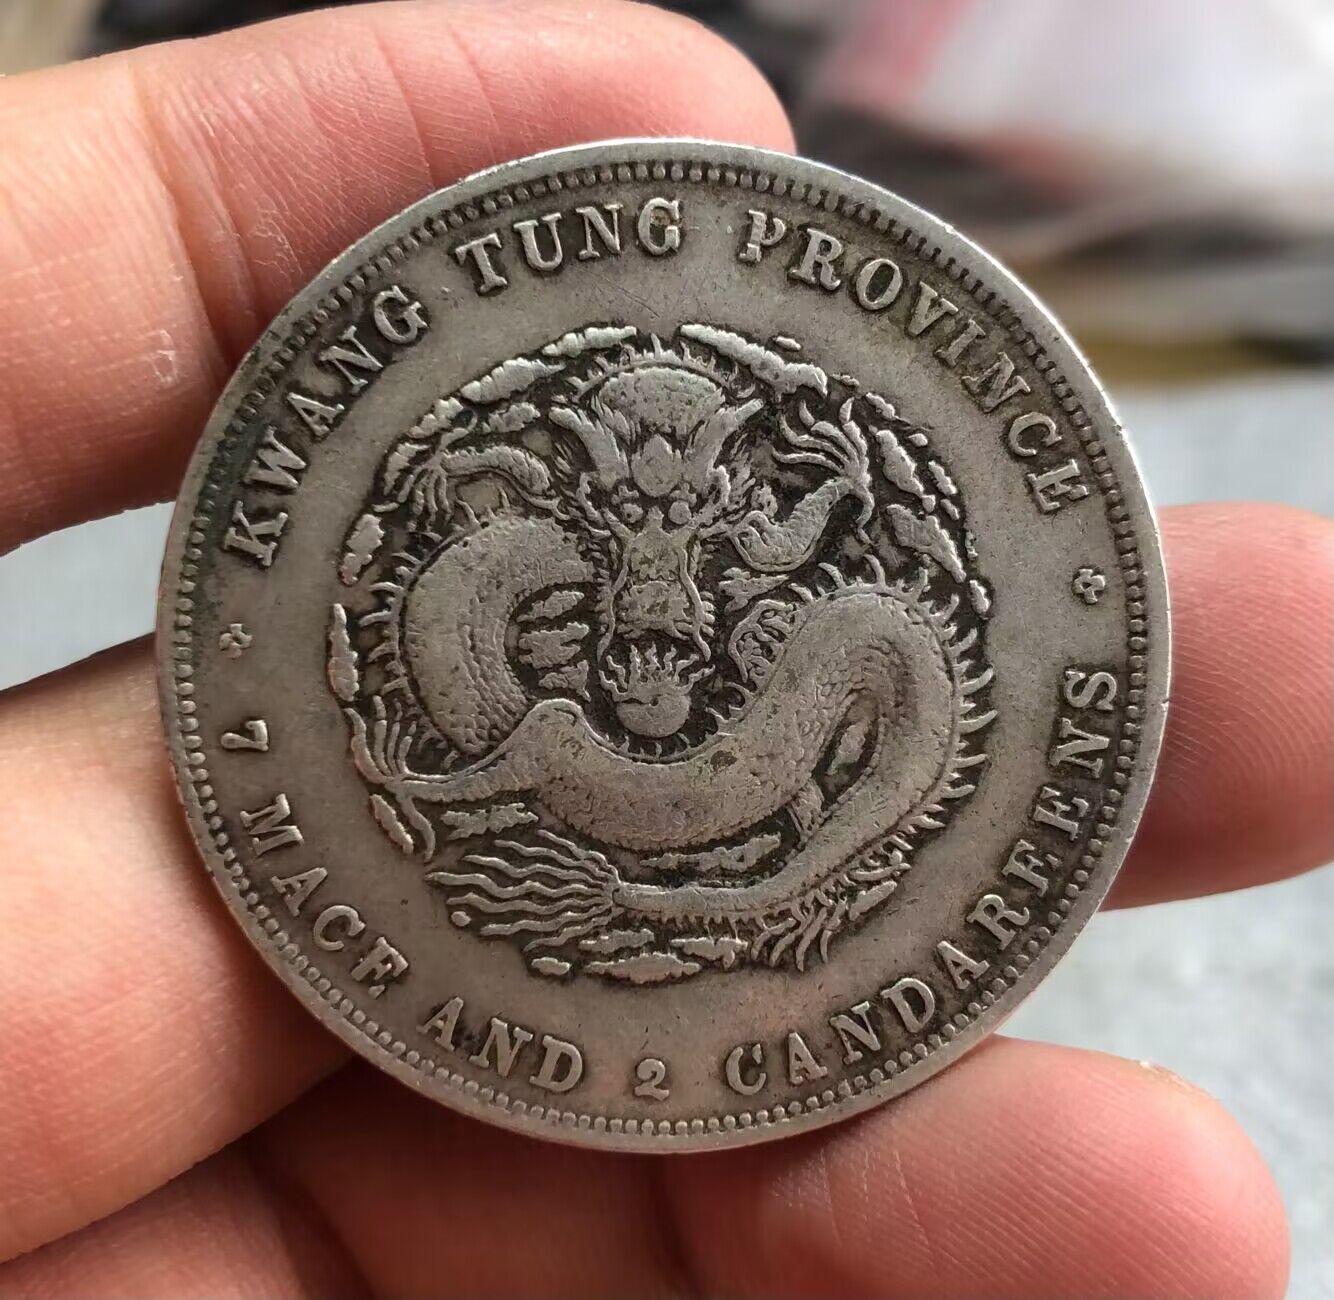 KWANG TUNG PROVINCE
7 MACE AND 2 CANDAREENS